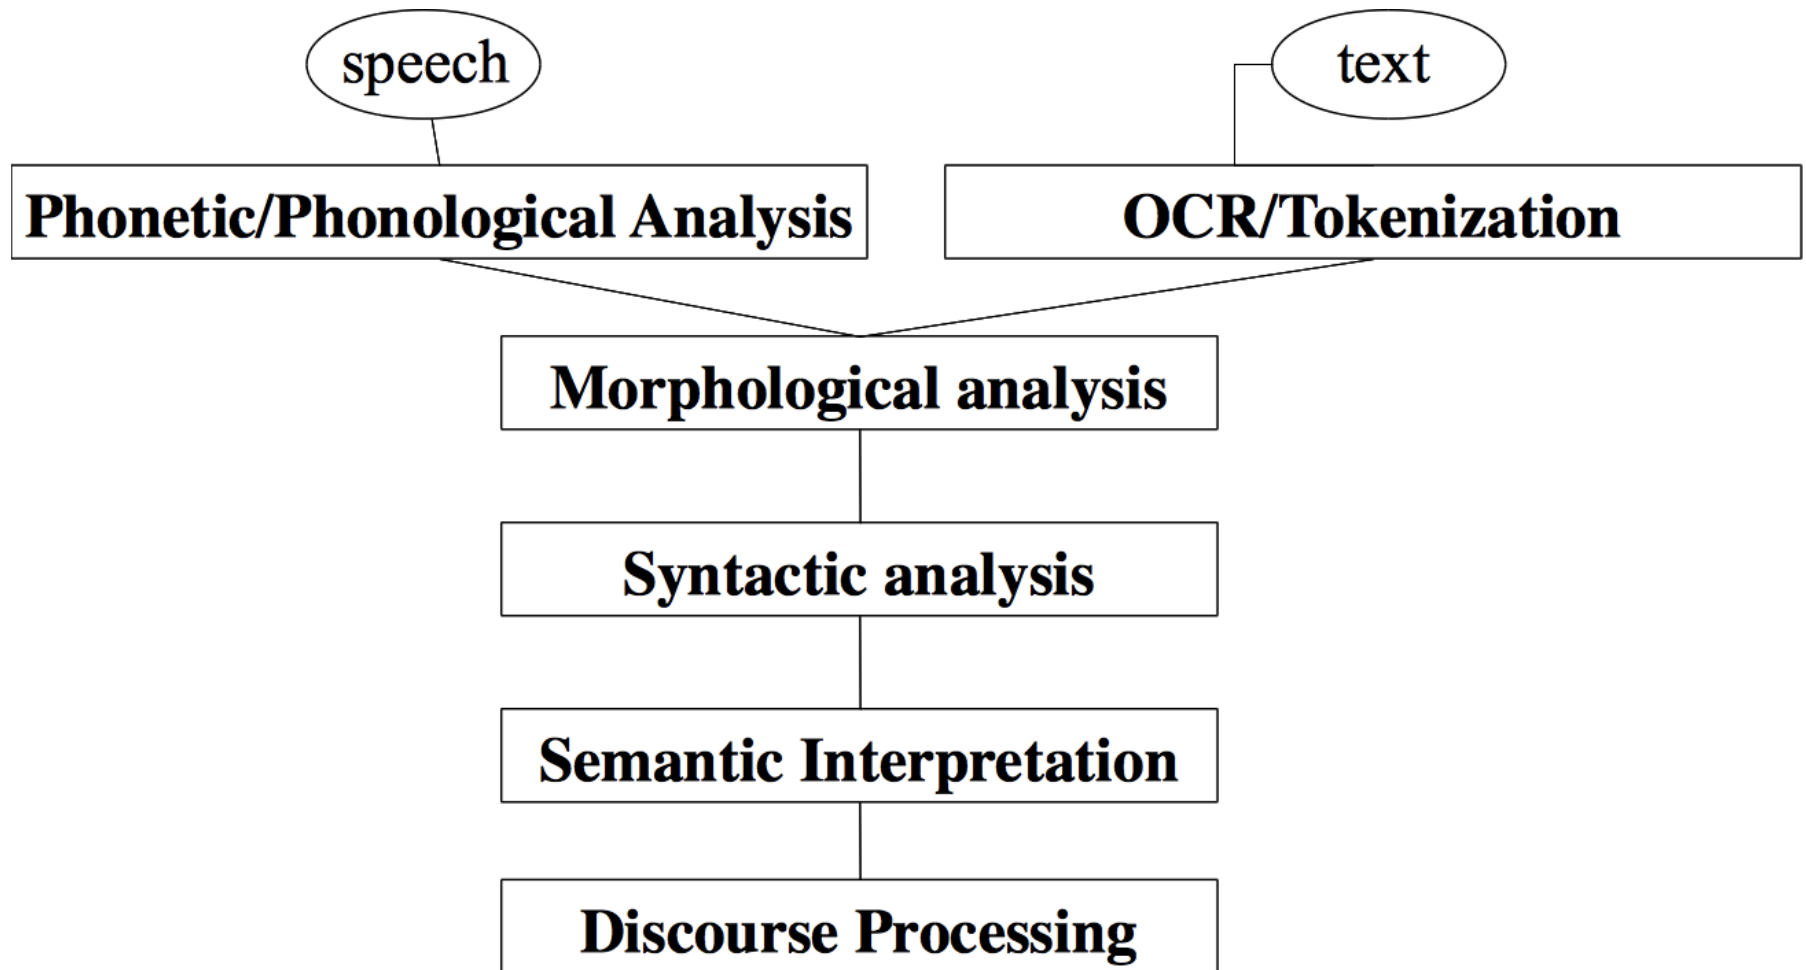 speech
text
Phonetic/Phonological Analysis
OCR/Tokenization
Morphological analysis
Syntactic analysis
Semantic Interpretation
Discourse Processing